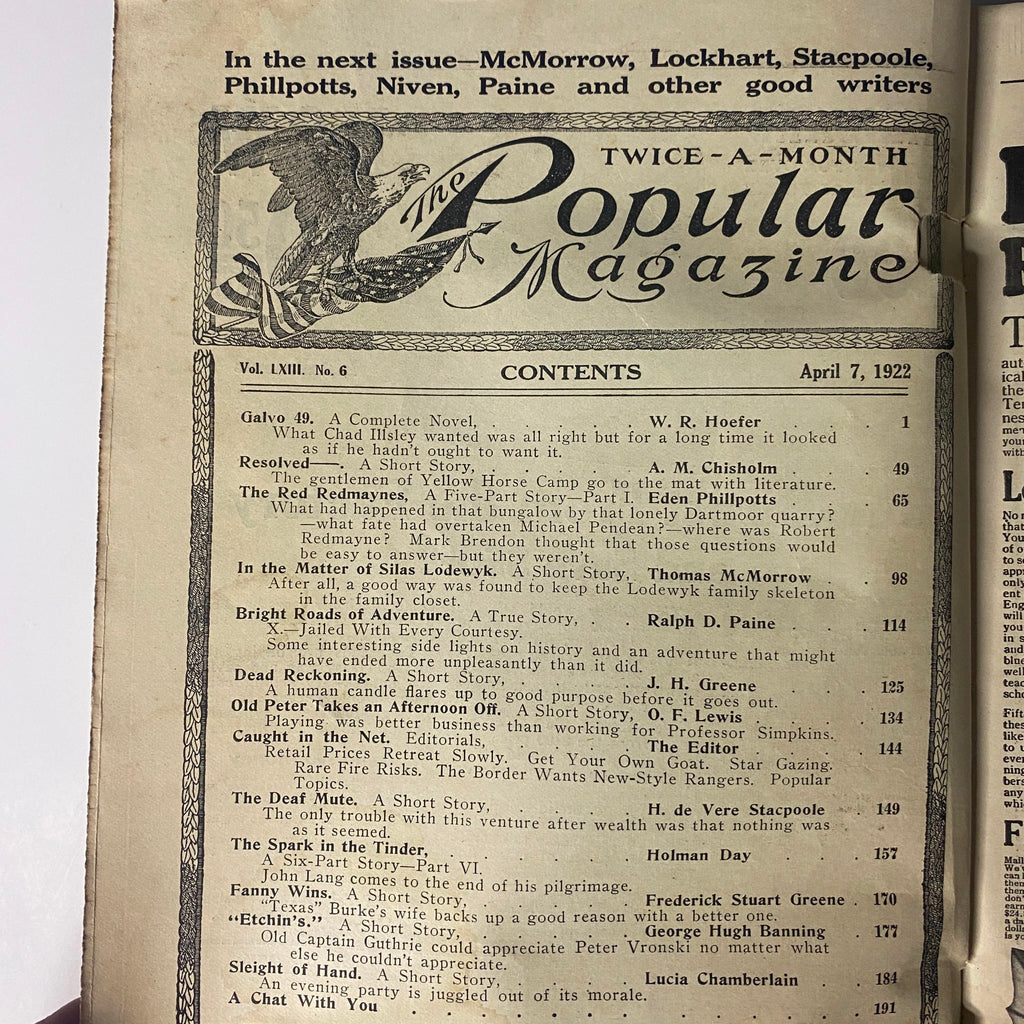 In the next issue—McMorrow, Lockhart, Stacpoole,
Phillpotts, Niven, Paine and other good writers
TWICE-A-MONTH
The Popular
Magazine
Vol. LXIII. No. 6 CONTENTS April 7, 1922
Galvo 49. A Complete Novel, . . . . . W. R. Hoefer . . . 1
What Chad Illsley wanted was all right but for a long time it looked
as if he hadn't ought to want it.
Resolved——. A Short Story, . . . . . A. M. Chisholm . . . 49
The gentlemen of Yellow Horse Camp go to the mat with literature.
The Red Redmaynes, A Five-Part Story—Part I. Eden Phillpotts . . . 65
What had happened in that bungalow by that lonely Dartmoor quarry?
—what fate had overtaken Michael Pendean?—where was Robert
Redmayne? Mark Brendon thought that those questions would
be easy to answer—but they weren't.
In the Matter of Silas Lodewyk. A Short Story, Thomas McMorrow . . 98
After all, a good way was found to keep the Lodewyk family skeleton
in the family closet.
Bright Roads of Adventure. A True Story, . . Ralph D. Paine . . . 114
X.—Jailed With Every Courtesy.
Some interesting side lights on history and an adventure that might
have ended more unpleasantly than it did.
Dead Reckoning. A Short Story, . . . . . J. H. Greene . . . 125
A human candle flares up to good purpose before it goes out.
Old Peter Takes an Afternoon Off. A Short Story, O. F. Lewis . . . . 134
Playing was better business than working for Professor Simpkins.
Caught in the Net. Editorials, . . . . . The Editor . . . . 144
Retail Prices Retreat Slowly. Get Your Own Goat. Star Gazing.
Rare Fire Risks. The Border Wants New-Style Rangers. Popular
Topics.
The Deaf Mute. A Short Story, . . . . . H. de Vere Stacpoole . . 149
The only trouble with this venture after wealth was that nothing was
as it seemed.
The Spark in the Tinder, . . . . . . . Holman Day . . . 157
A Six-Part Story—Part VI.
John Lang comes to the end of his pilgrimage.
Fanny Wins. A Short Story, . . . . . Frederick Stuart Greene . 170
"Texas" Burke's wife backs up a good reason with a better one.
"Etchin's." A Short Story, . . . . . George Hugh Banning . . 177
Old Captain Guthrie could appreciate Peter Vronski no matter what
else he couldn't appreciate.
Sleight of Hand. A Short Story, . . . . . Lucia Chamberlain . . 184
An evening party is juggled out of its morale.
A Chat With You . . . . . . . . . . . . 191